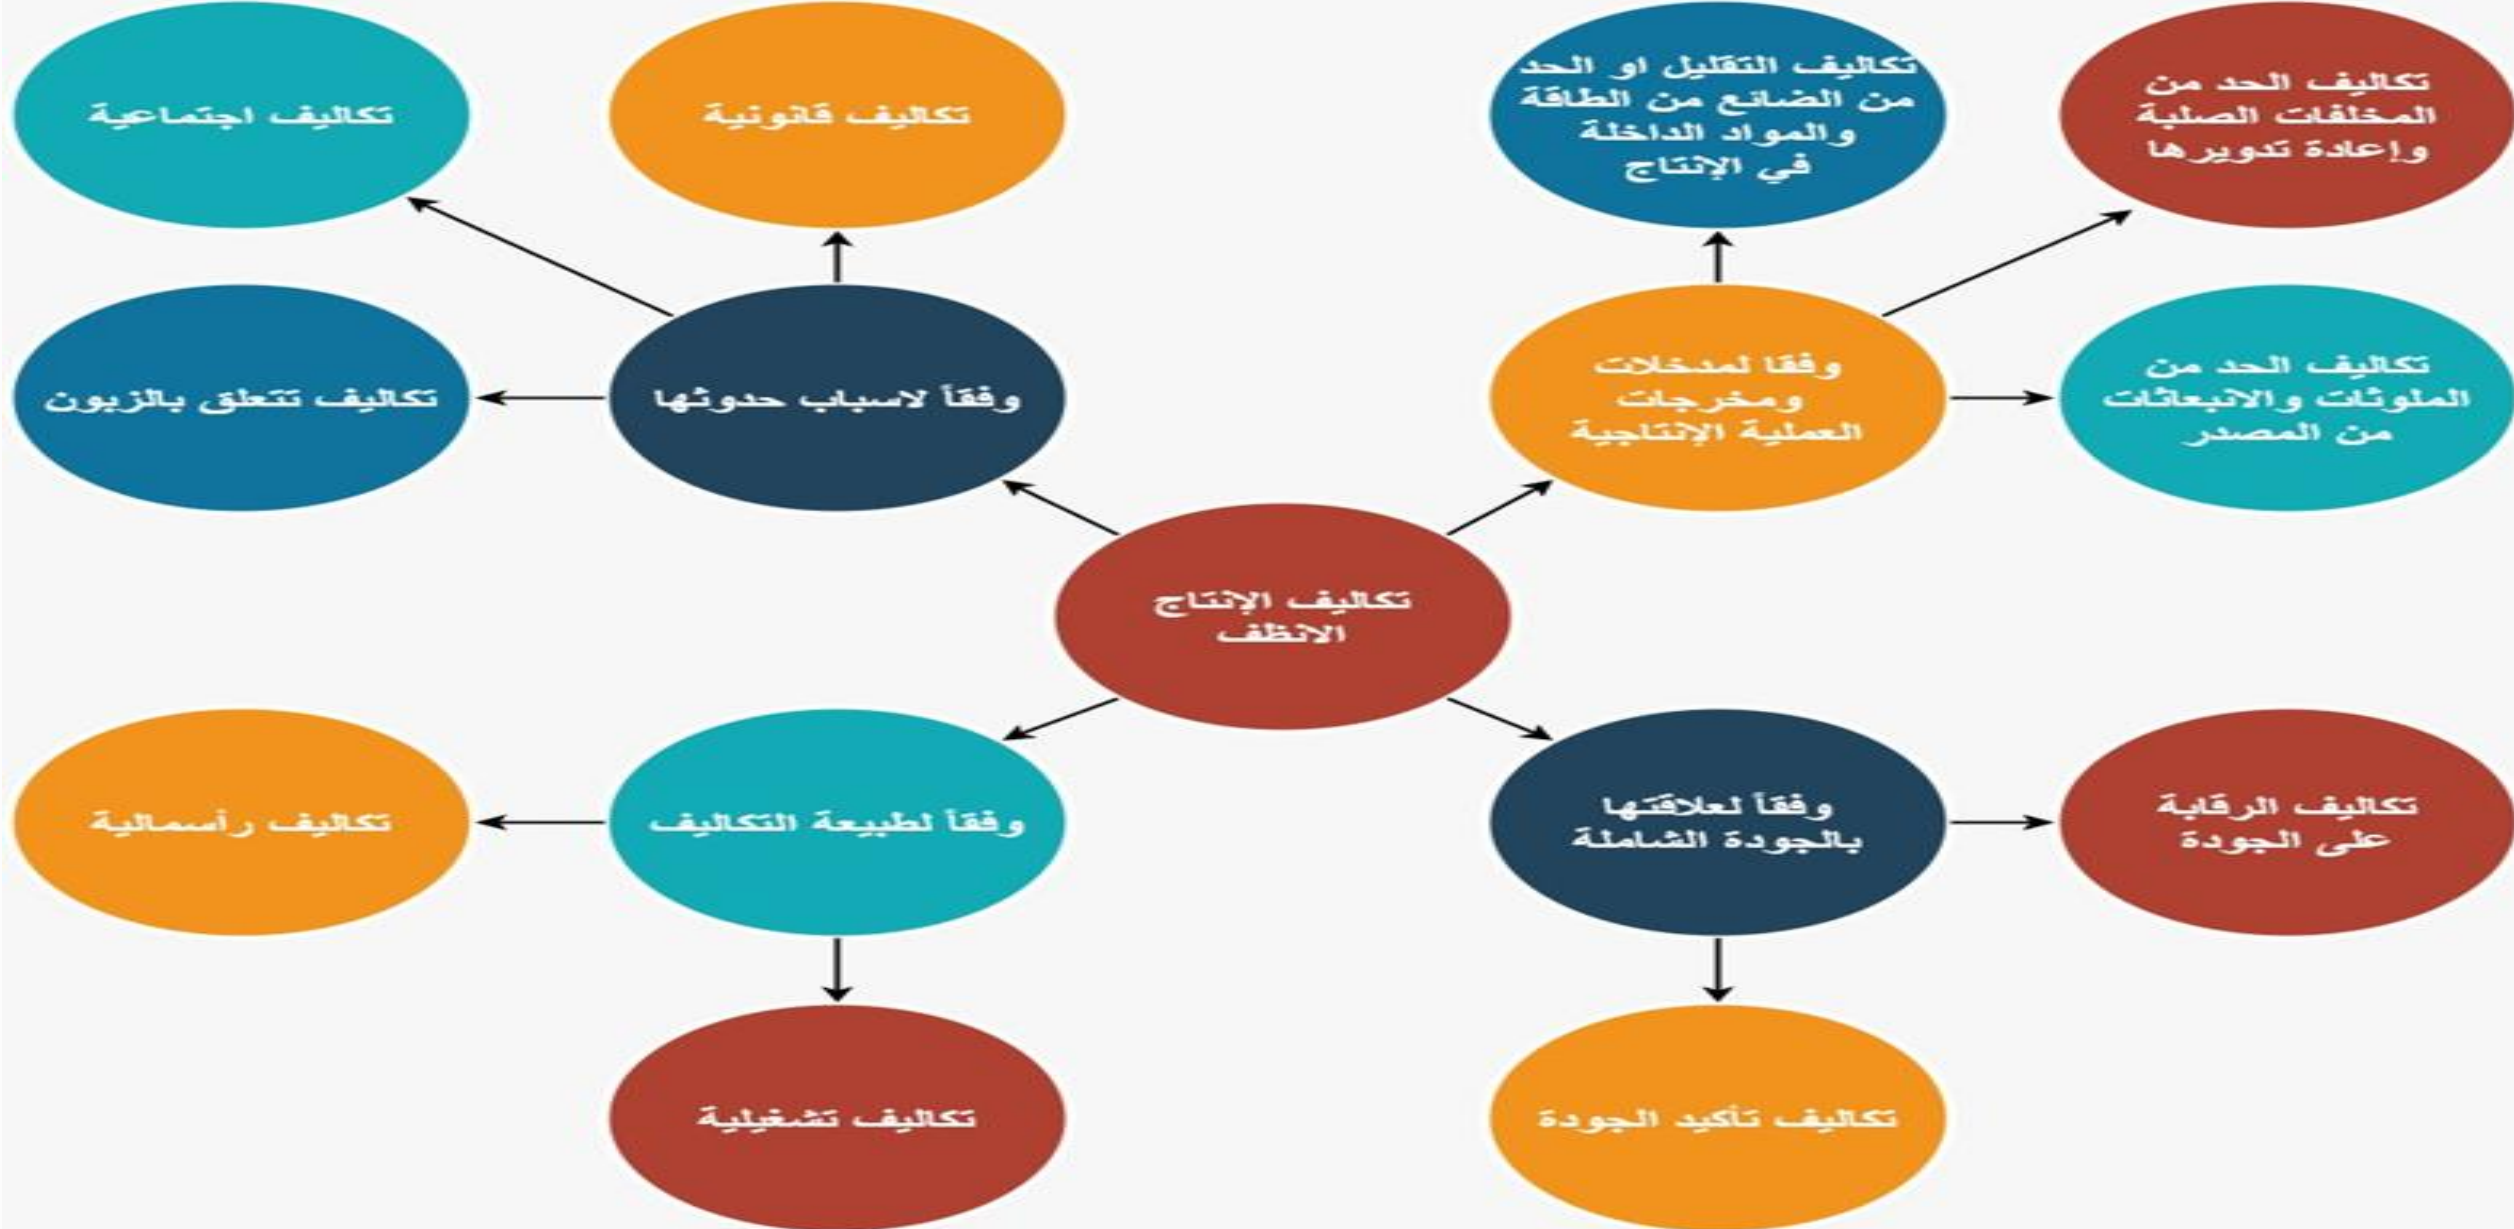 تكاليف الحد من
المخلفات الصلبة
وإعادة تدويرها
تكاليف التقليل او الحد
من الضائع من الطاقة
والمواد الداخلة
في الإنتاج
تكاليف قانونية
تكاليف اجتماعية
تكاليف الحد من
الملوثات والانبعاثات
من المصدر
وفقا لمدخلات
ومخرجات
العملية الإنتاجية
وفقاً لاسباب حدوثها
تكاليف تتعلق بالزبون
تكاليف الإنتاج
الانظف
تكاليف الرقابة
على الجودة
وفقاً لعلاقتها
بالجودة الشاملة
وفقاً لطبيعة التكاليف
تكاليف رأسمالية
تكاليف تأكيد الجودة
تكاليف تشغيلية